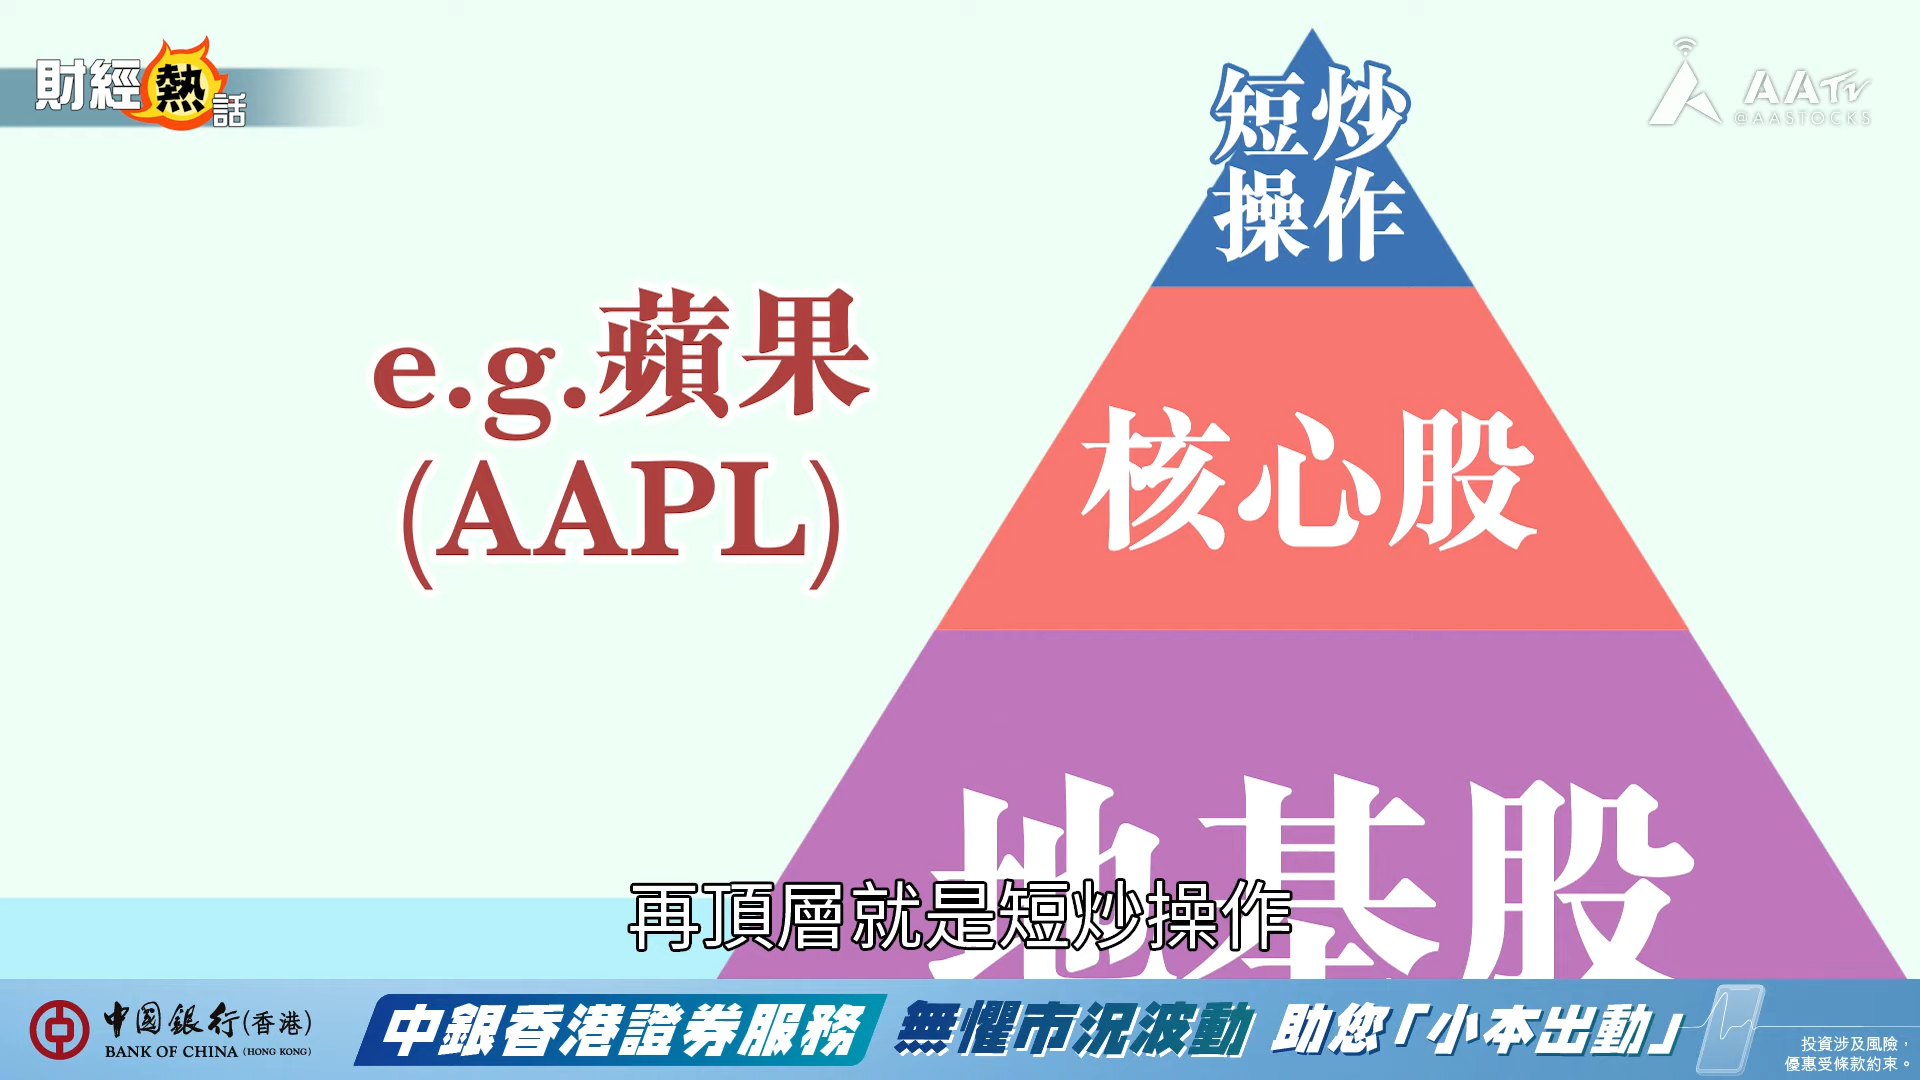 財經熱話
AATV
@AASTOCKS
短炒
操作
e.g.蘋果
(AAPL)
核心股
地基股
再頂層就是短炒操作
中國銀行(香港)
BANK OF CHINA (HONG KONG)
中銀香港證券服務 無懼市況波動 助您「小本出動」
投資涉及風險，
優惠受條款約束。